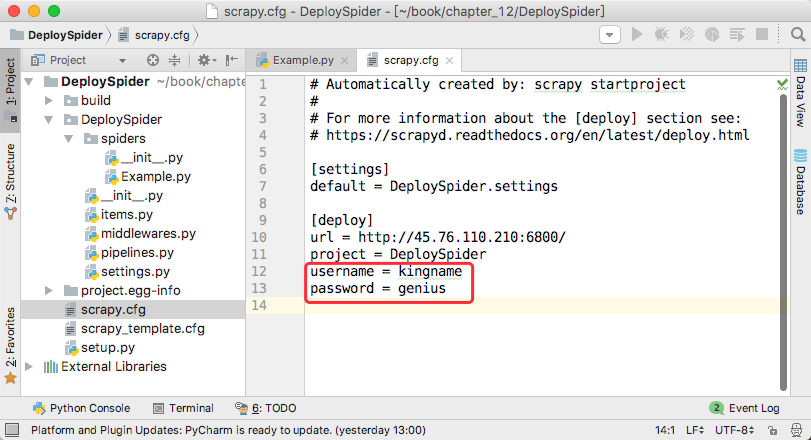 scrapy.cfg - DeploySpider - [~/book/chapter_12/DeploySpider]
DeploySpider
scrapy.cfg
Project
Example.py
scrapy.cfg
1: Project
7: Structure
2: Favorites
DeploySpider ~/book/chapte
build
DeploySpider
spiders
__init__.py
Example.py
__init__.py
items.py
middlewares.py
pipelines.py
settings.py
project.egg-info
scrapy.cfg
scrapy_template.cfg
setup.py
External Libraries
1 # Automatically created by: scrapy startproject
2 #
3 # For more information about the [deploy] section see:
4 # https://scrapyd.readthedocs.org/en/latest/deploy.html
5
6 [settings]
7 default = DeploySpider.settings
8
9 [deploy]
10 url = http://45.76.110.210:6800/
11 project = DeploySpider
12 username = kingname
13 password = genius
14
Data View
Database
Python Console
Terminal
6: TODO
2 Event Log
Platform and Plugin Updates: PyCharm is ready to update. (yesterday 13:00)
14:1
LF
UTF-8